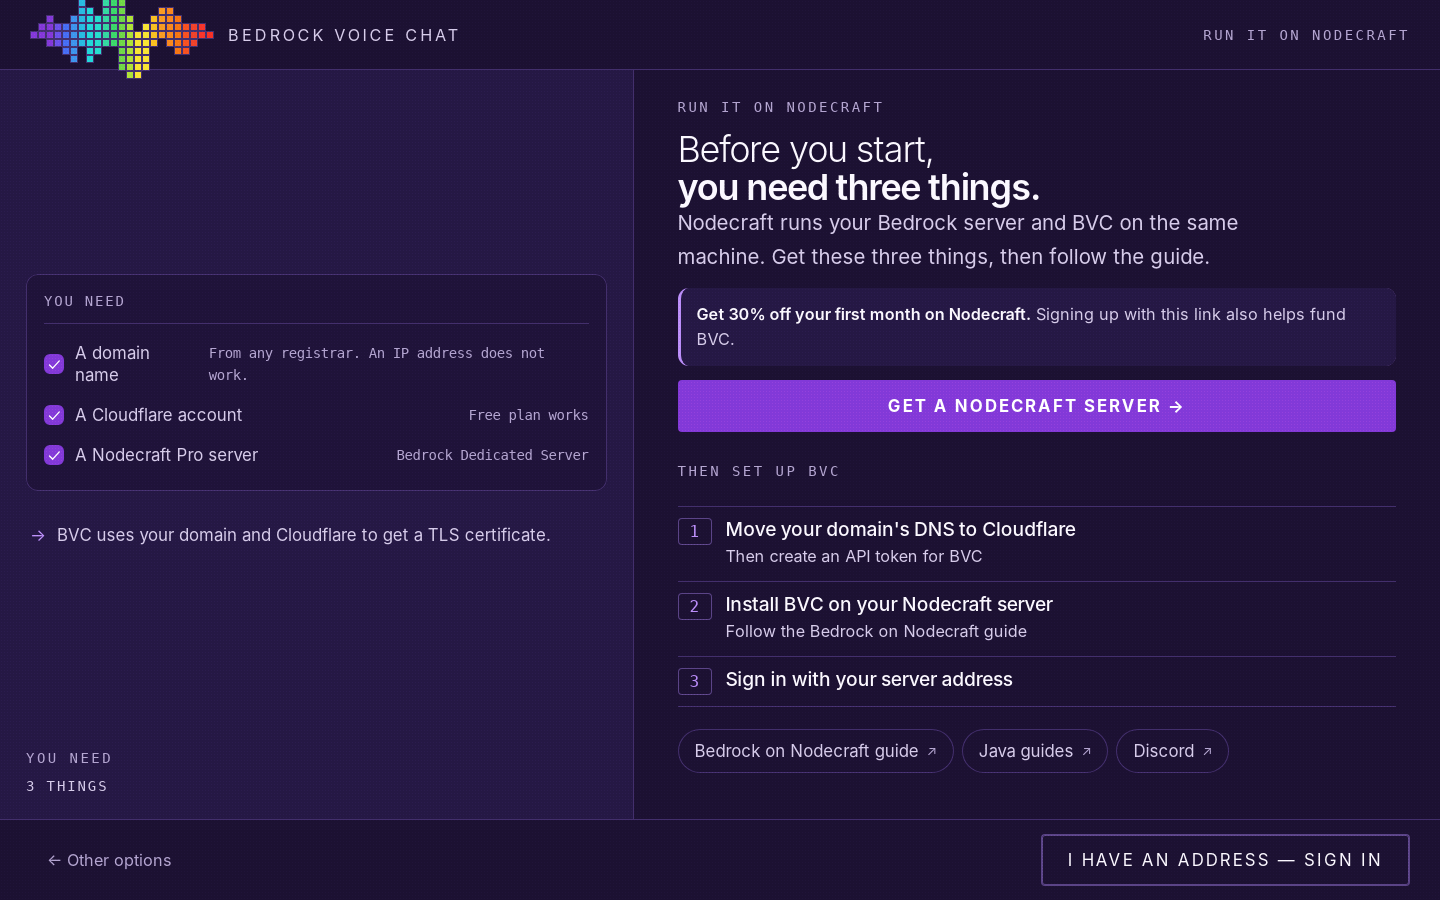 BEDROCK VOICE CHAT
RUN IT ON NODECRAFT
YOU NEED
A domain name
From any registrar. An IP address does not work.
A Cloudflare account
Free plan works
A Nodecraft Pro server
Bedrock Dedicated Server
→ BVC uses your domain and Cloudflare to get a TLS certificate.
YOU NEED
3 THINGS
RUN IT ON NODECRAFT
Before you start,
you need three things.
Nodecraft runs your Bedrock server and BVC on the same
machine. Get these three things, then follow the guide.
Get 30% off your first month on Nodecraft. Signing up with this link also helps fund
BVC.
GET A NODECRAFT SERVER →
THEN SET UP BVC
1
Move your domain's DNS to Cloudflare
Then create an API token for BVC
2
Install BVC on your Nodecraft server
Follow the Bedrock on Nodecraft guide
3
Sign in with your server address
Bedrock on Nodecraft guide ↗
Java guides ↗
Discord ↗
← Other options
I HAVE AN ADDRESS — SIGN IN